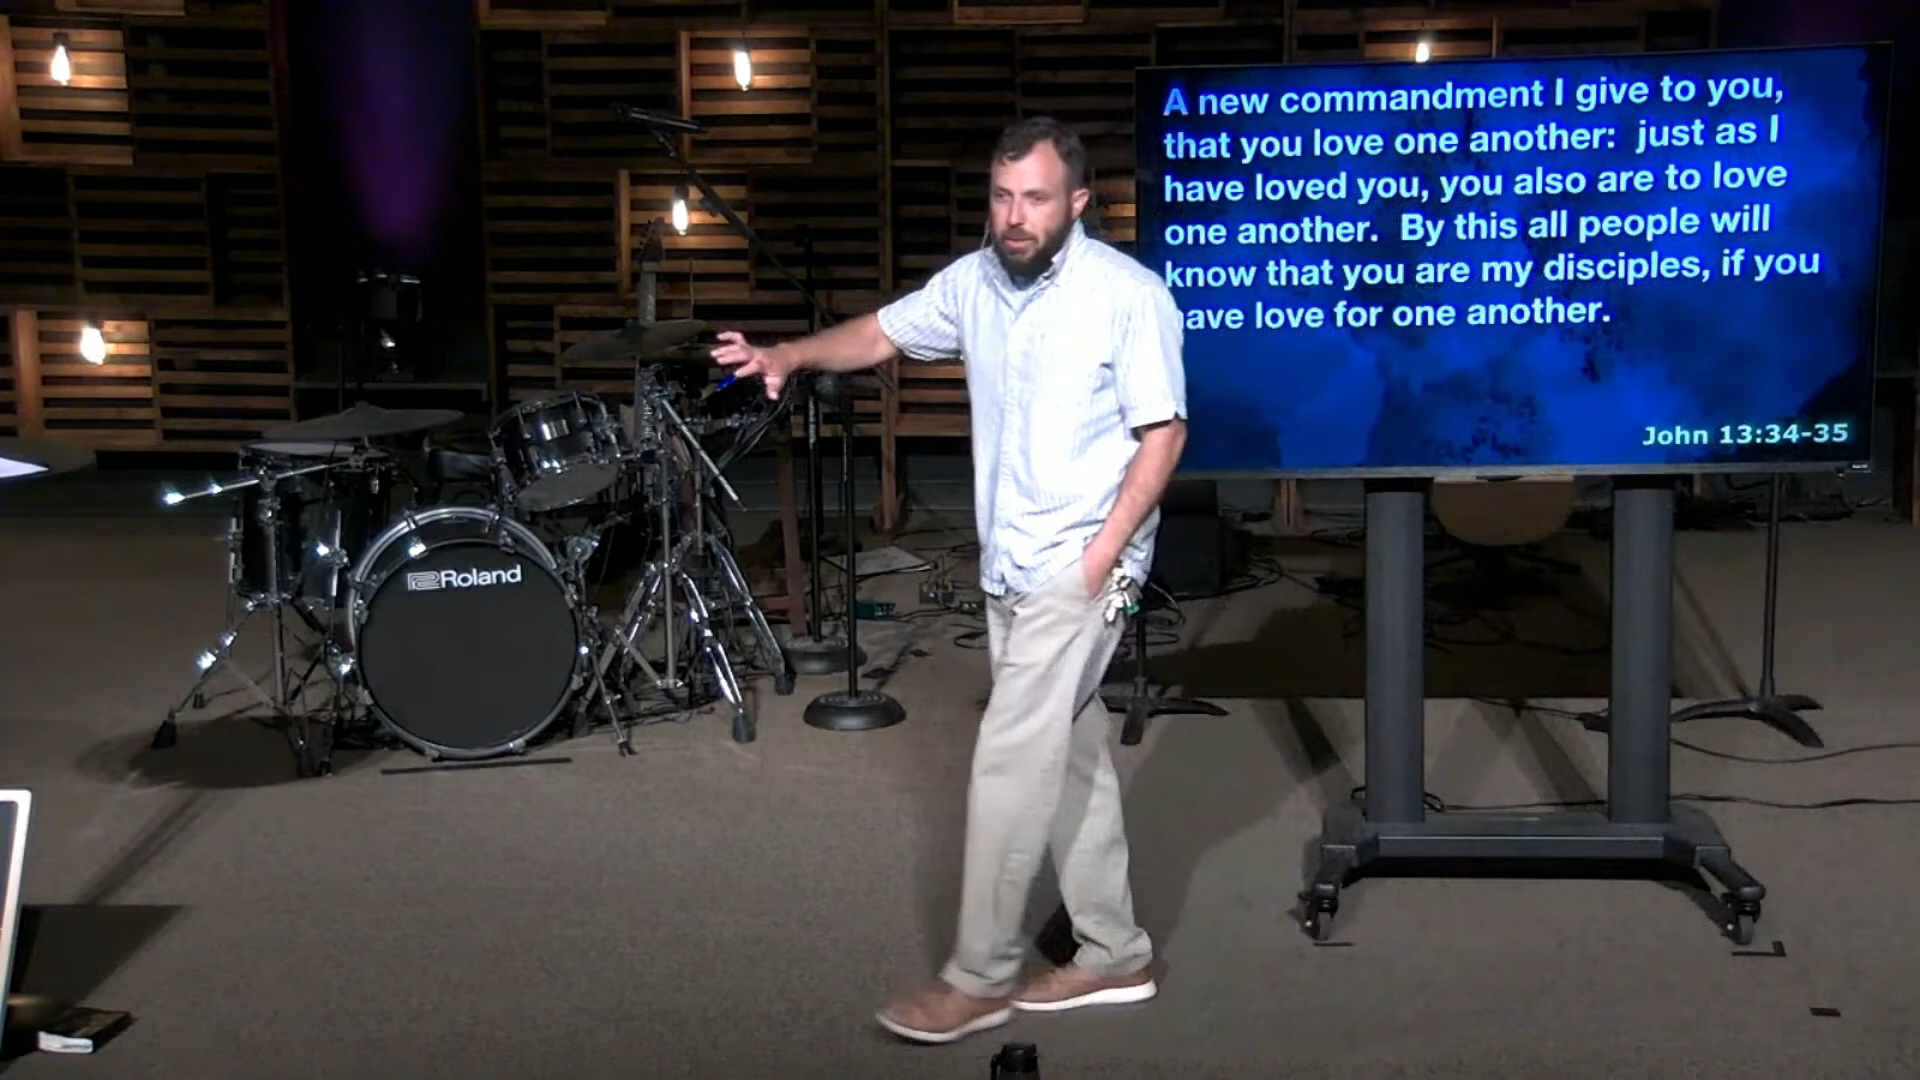 A new commandment I give to you,
that you love one another:  just as I
have loved you, you also are to love
one another.  By this all people will
know that you are my disciples, if you
have love for one another.
John 13:34-35
Roland